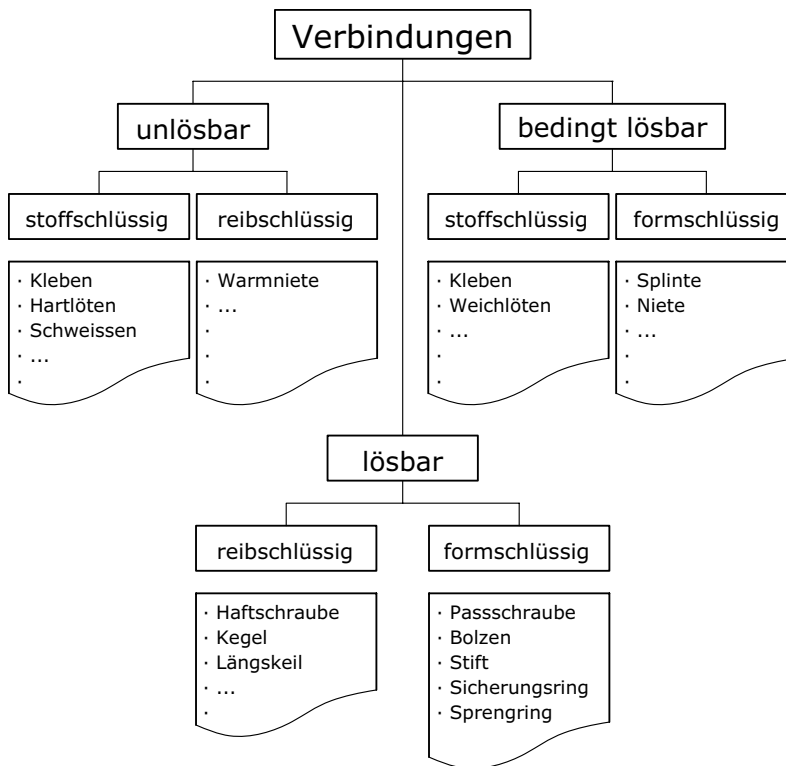 Verbindungen
unlösbar
bedingt lösbar
stoffschlüssig
reibschlüssig
stoffschlüssig
formschlüssig
· Kleben
· Hartlöten
· Schweissen
· ...
·
· Warmniete
· ...
·
·
·
· Kleben
· Weichlöten
· ...
·
·
· Splinte
· Niete
· ...
·
·
lösbar
reibschlüssig
formschlüssig
· Haftschraube
· Kegel
· Längskeil
· ...
·
· Passschraube
· Bolzen
· Stift
· Sicherungsring
· Sprengring